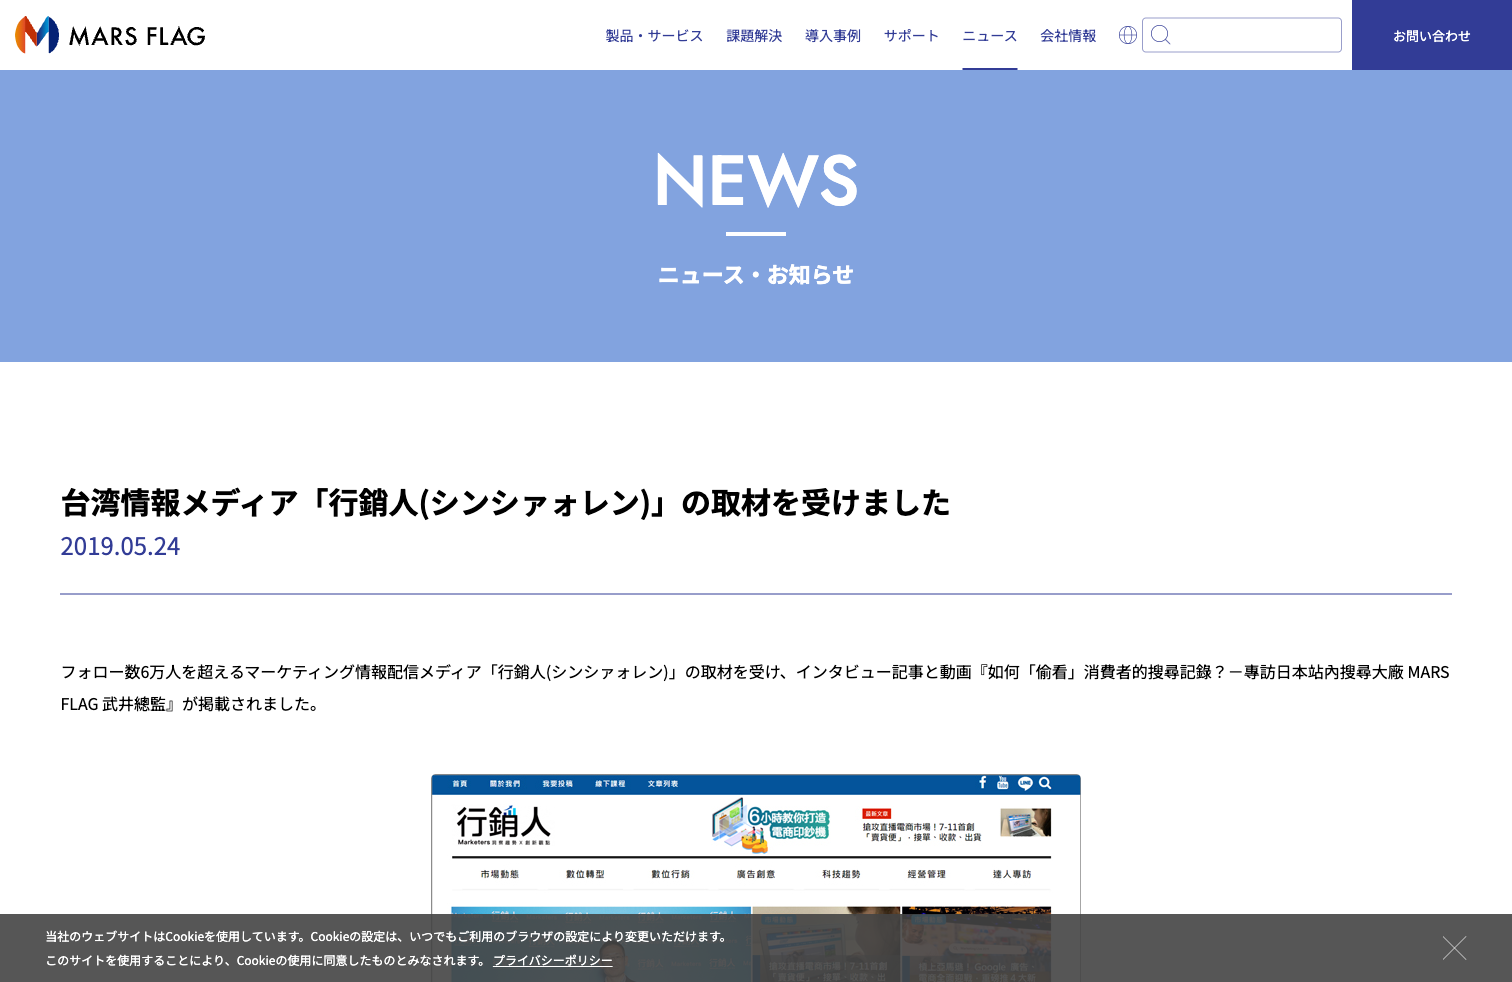 MARS FLAG
製品・サービス 課題解決 導入事例 サポート ニュース 会社情報 お問い合わせ
NEWS
ニュース・お知らせ
台湾情報メディア「行銷人(シンシァォレン)」の取材を受けました
2019.05.24
フォロー数6万人を超えるマーケティング情報配信メディア「行銷人(シンシァォレン)」の取材を受け、インタビュー記事と動画『如何「偷看」消費者的搜尋記錄？－專訪日本站內搜尋大廠 MARS
FLAG 武井總監』が掲載されました。
首頁 關於我們 我要投稿 線下課程 文章列表
行銷人
Marketers 洞察趨勢 X 創新觀點
6小時教你打造
電商印鈔機
最新文章
搶攻直播電商市場！7-11首創
「賣貨便」，接單、收款、出貨
市場動態 數位轉型 數位行銷 廣告創意 科技趨勢 經營管理 達人專訪
当社のウェブサイトはCookieを使用しています。Cookieの設定は、いつでもご利用のブラウザの設定により変更いただけます。
このサイトを使用することにより、Cookieの使用に同意したものとみなされます。 プライバシーポリシー